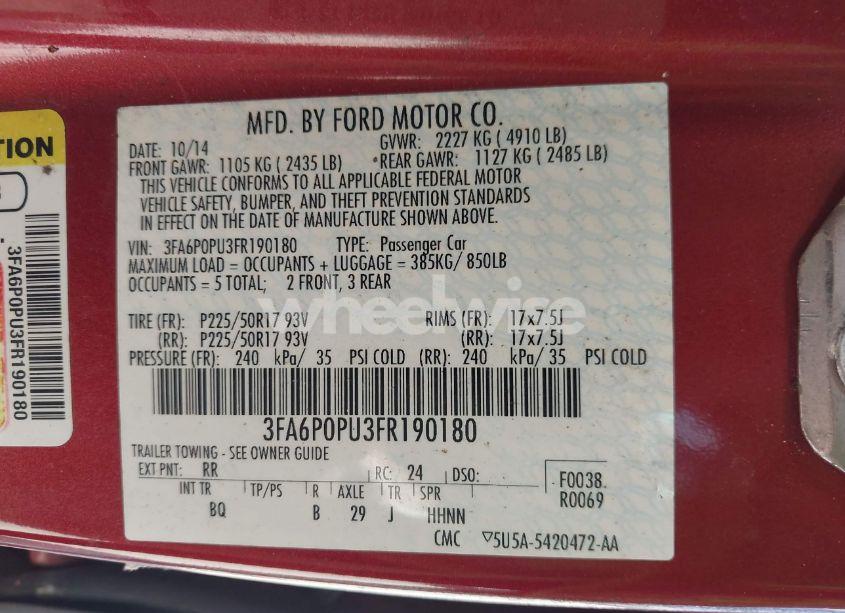 MFD. BY FORD MOTOR CO.
DATE: 10/14 GVWR: 2227 KG ( 4910 LB)
FRONT GAWR: 1105 KG ( 2435 LB) REAR GAWR: 1127 KG ( 2485 LB)
THIS VEHICLE CONFORMS TO ALL APPLICABLE FEDERAL MOTOR
VEHICLE SAFETY, BUMPER, AND THEFT PREVENTION STANDARDS
IN EFFECT ON THE DATE OF MANUFACTURE SHOWN ABOVE.
VIN: 3FA6P0PU3FR190180 TYPE: Passenger Car
MAXIMUM LOAD = OCCUPANTS + LUGGAGE = 385KG/ 850LB
OCCUPANTS = 5 TOTAL; 2 FRONT, 3 REAR
wheelwise
TIRE (FR): P225/50R17 93V RIMS (FR): 17x7.5J
(RR): P225/50R17 93V (RR): 17x7.5J
PRESSURE (FR): 240 kPa/ 35 PSI COLD (RR): 240 kPa/ 35 PSI COLD
3FA6P0PU3FR190180
TRAILER TOWING - SEE OWNER GUIDE
EXT PNT: RR RC: 24 DSO: F0038
R0069
INT TR TP/PS R AXLE TR SPR
BQ B 29 J HHNN
CMC ▽5U5A-5420472-AA
TION
3FA6P0PU3FR190180